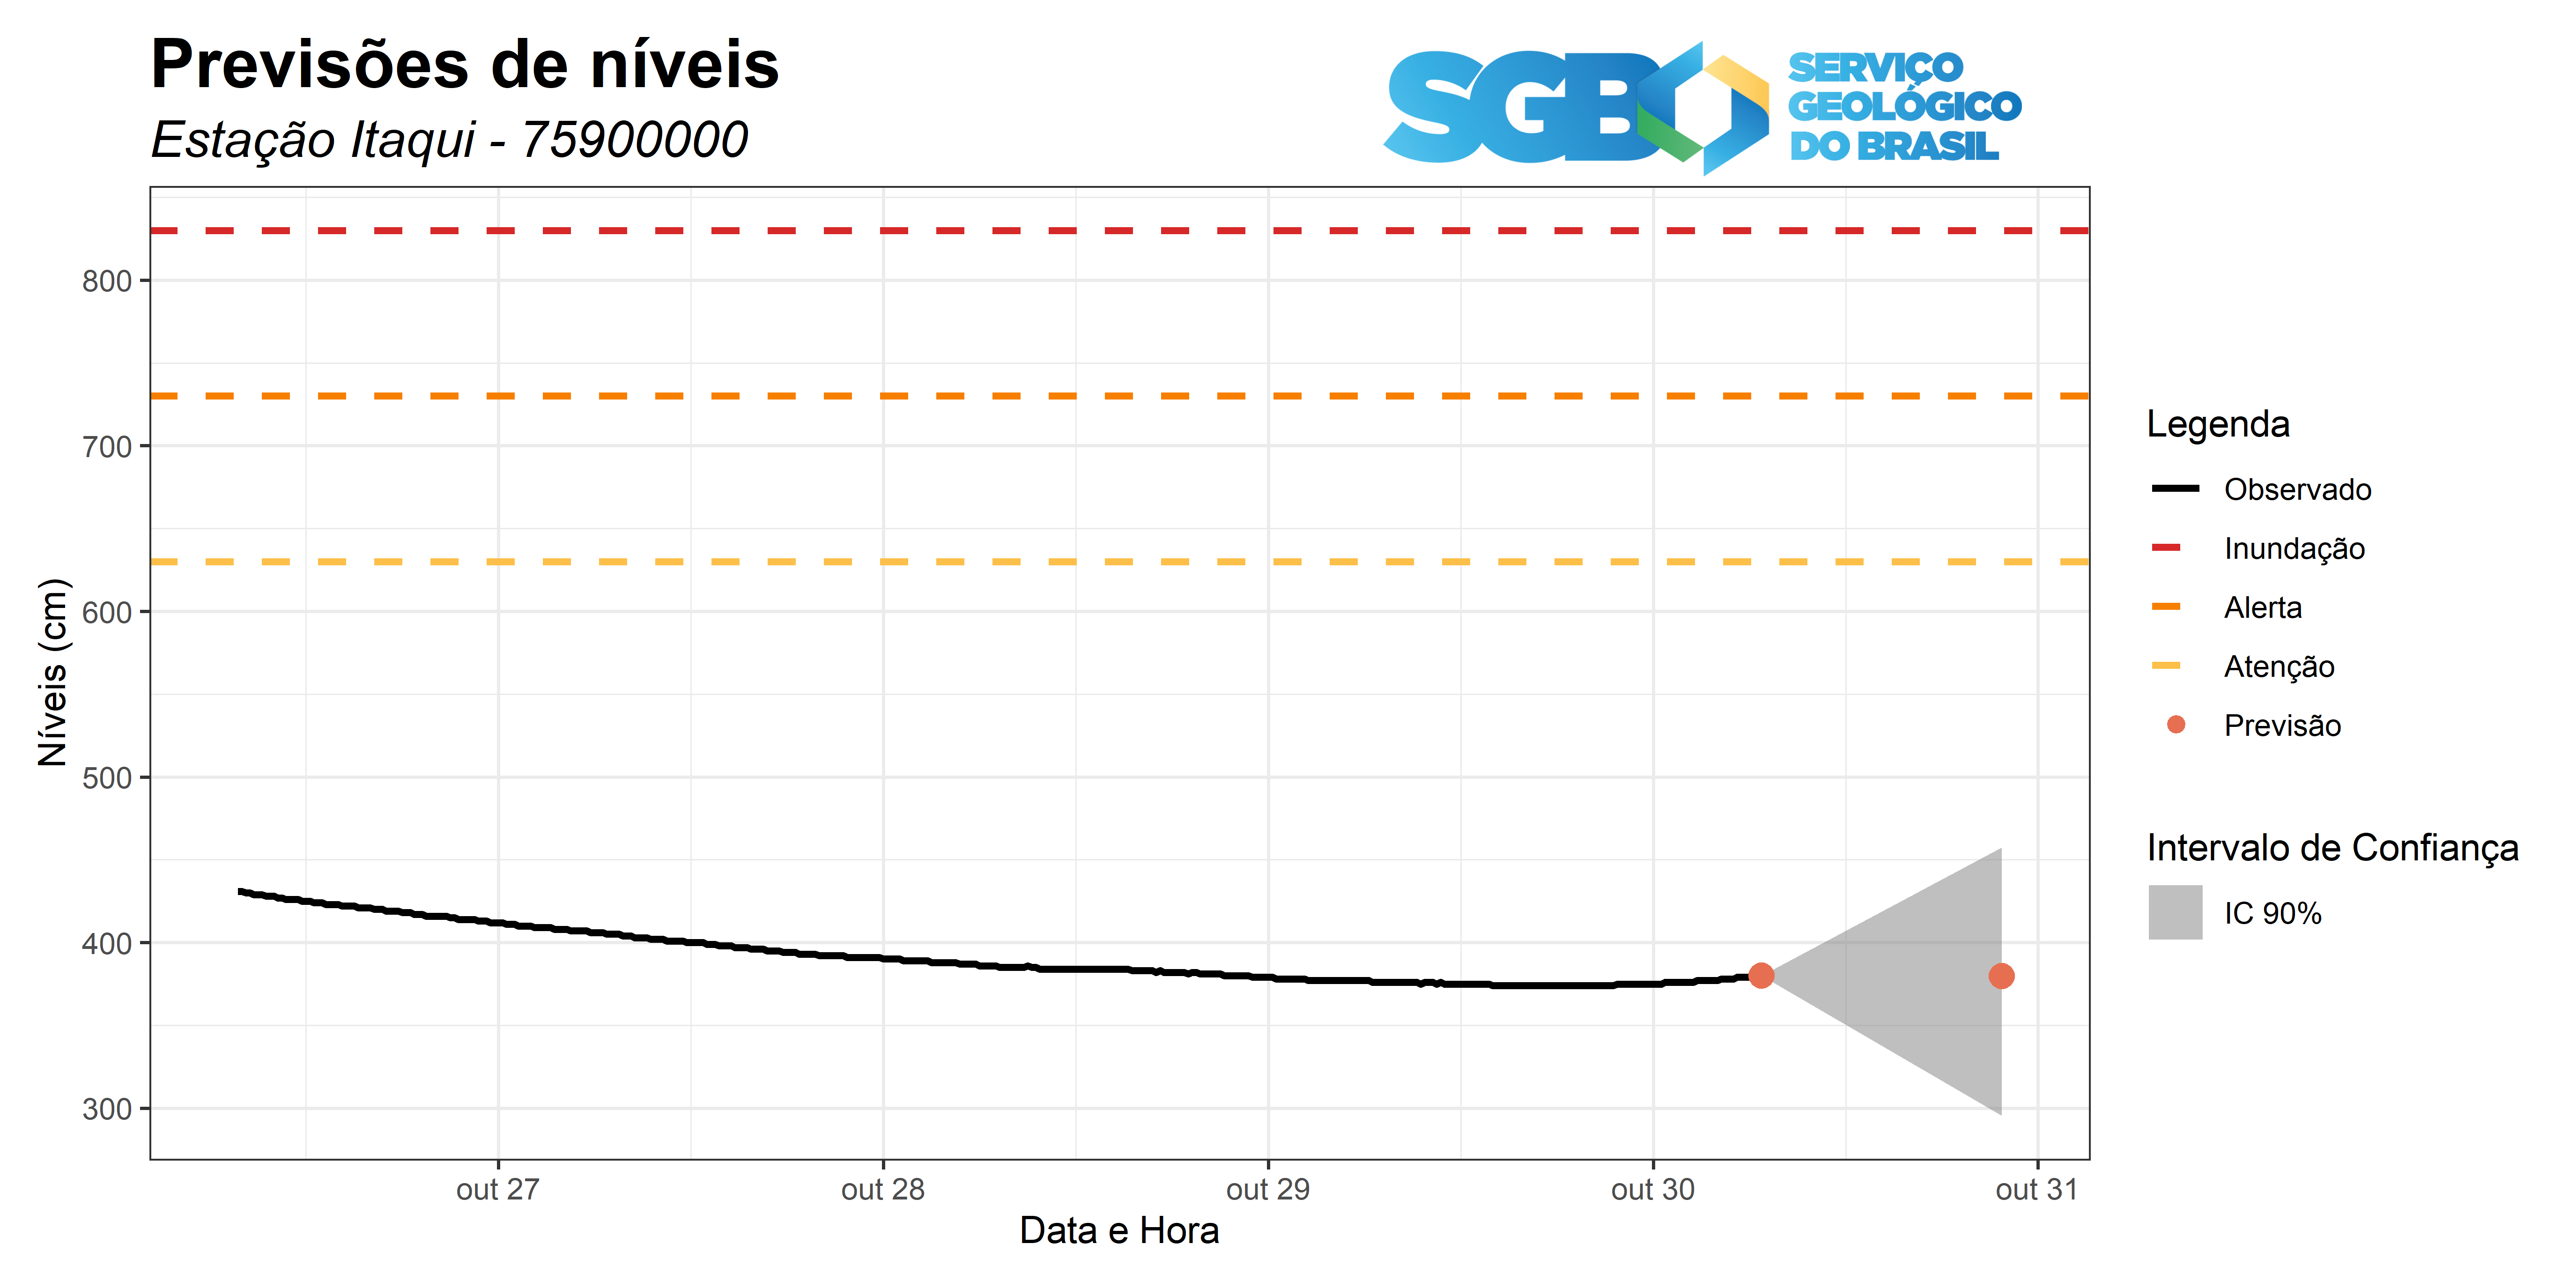 Previsões de níveis
Estação Itaqui - 75900000
SGB
SERVIÇO
GEOLÓGICO
DO BRASIL
Níveis (cm)
800
700
600
500
400
300
out 27
out 28
out 29
out 30
out 31
Data e Hora
Legenda
Observado
Inundação
Alerta
Atenção
Previsão
Intervalo de Confiança
IC 90%